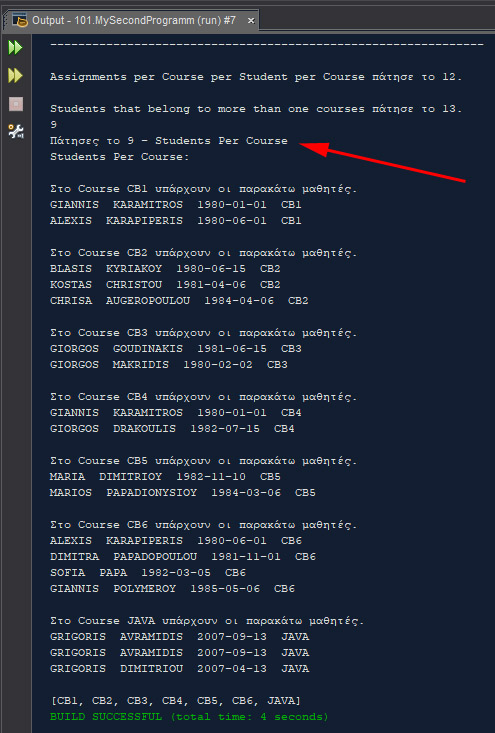 Output - 101.MySecondProgramm (run) #7
--------------------------------------------------------------
Assignments per Course per Student per Course πάτησε το 12.
Students that belong to more than one courses πάτησε το 13.
9
Πάτησες το 9 - Students Per Course
Students Per Course:
Στο Course CB1 υπάρχουν οι παρακάτω μαθητές.
GIANNIS  KARAMITROS  1980-01-01  CB1
ALEXIS  KARAPIPERIS  1980-06-01  CB1
Στο Course CB2 υπάρχουν οι παρακάτω μαθητές.
BLASIS  KYRIAKOY  1980-06-15  CB2
KOSTAS  CHRISTOU  1981-04-06  CB2
CHRISA  AUGEROPOULOU  1984-04-06  CB2
Στο Course CB3 υπάρχουν οι παρακάτω μαθητές.
GIORGOS  GOUDINAKIS  1981-06-15  CB3
GIORGOS  MAKRIDIS  1980-02-02  CB3
Στο Course CB4 υπάρχουν οι παρακάτω μαθητές.
GIANNIS  KARAMITROS  1980-01-01  CB4
GIORGOS  DRAKOULIS  1982-07-15  CB4
Στο Course CB5 υπάρχουν οι παρακάτω μαθητές.
MARIA  DIMITRIOY  1982-11-10  CB5
MARIOS  PAPADIONYSIOY  1984-03-06  CB5
Στο Course CB6 υπάρχουν οι παρακάτω μαθητές.
ALEXIS  KARAPIPERIS  1980-06-01  CB6
DIMITRA  PAPADOPOULOU  1981-11-01  CB6
SOFIA  PAPA  1982-03-05  CB6
GIANNIS  POLYMEROY  1985-05-06  CB6
Στο Course JAVA υπάρχουν οι παρακάτω μαθητές.
GRIGORIS  AVRAMIDIS  2007-09-13  JAVA
GRIGORIS  AVRAMIDIS  2007-09-13  JAVA
GRIGORIS  DIMITRIOU  2007-04-13  JAVA
[CB1, CB2, CB3, CB4, CB5, CB6, JAVA]
BUILD SUCCESSFUL (total time: 4 seconds)